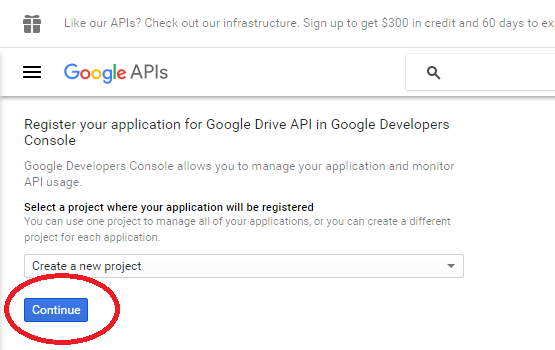 Like our APIs? Check out our infrastructure. Sign up to get $300 in credit and 60 days to
Google APIs
Register your application for Google Drive API in Google Developers
Console
Google Developers Console allows you to manage your application and monitor
API usage.
Select a project where your application will be registered
You can use one project to manage all of your applications, or you can create a different
project for each application.
Create a new project
Continue